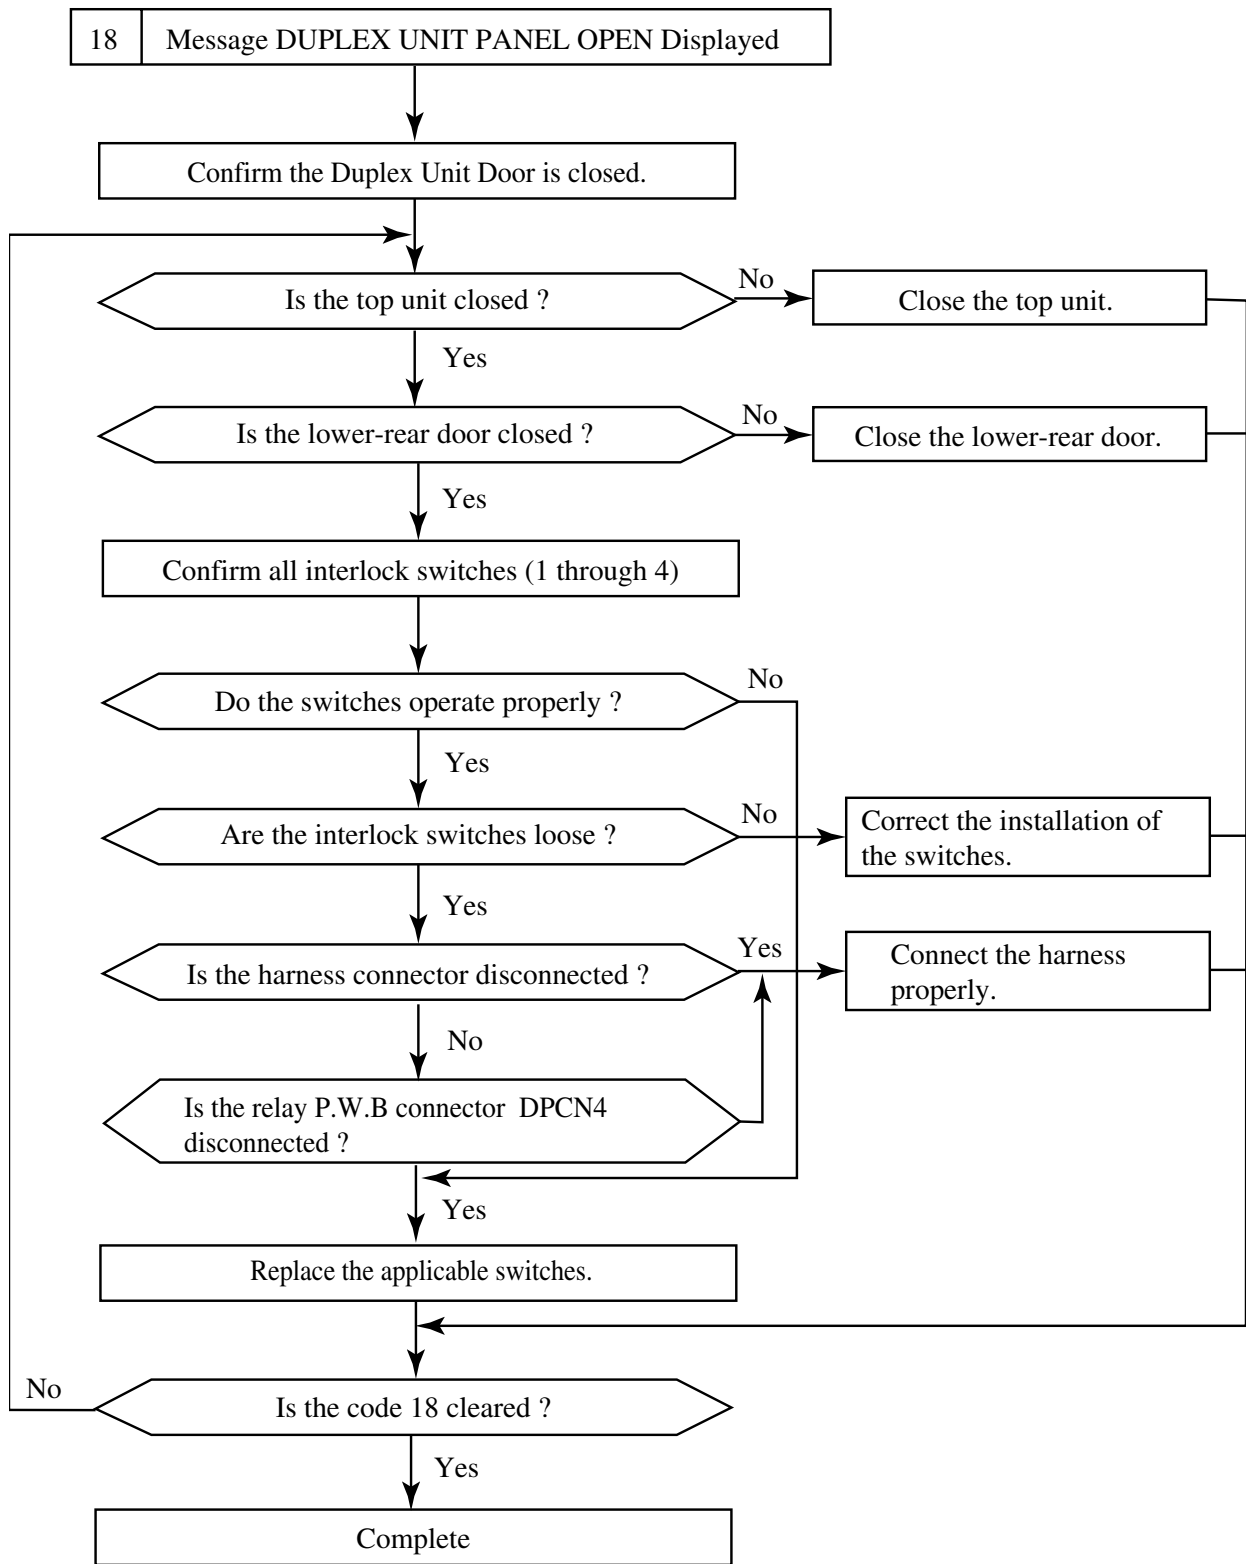 18 Message DUPLEX UNIT PANEL OPEN Displayed
Confirm the Duplex Unit Door is closed.
Is the top unit closed ?
No
Close the top unit.
Yes
Is the lower-rear door closed ?
No
Close the lower-rear door.
Yes
Confirm all interlock switches (1 through 4)
Do the switches operate properly ?
No
Yes
Are the interlock switches loose ?
No
Correct the installation of
the switches.
Yes
Is the harness connector disconnected ?
Yes
Connect the harness
properly.
No
Is the relay P.W.B connector DPCN4
disconnected ?
Yes
Replace the applicable switches.
No
Is the code 18 cleared ?
Yes
Complete